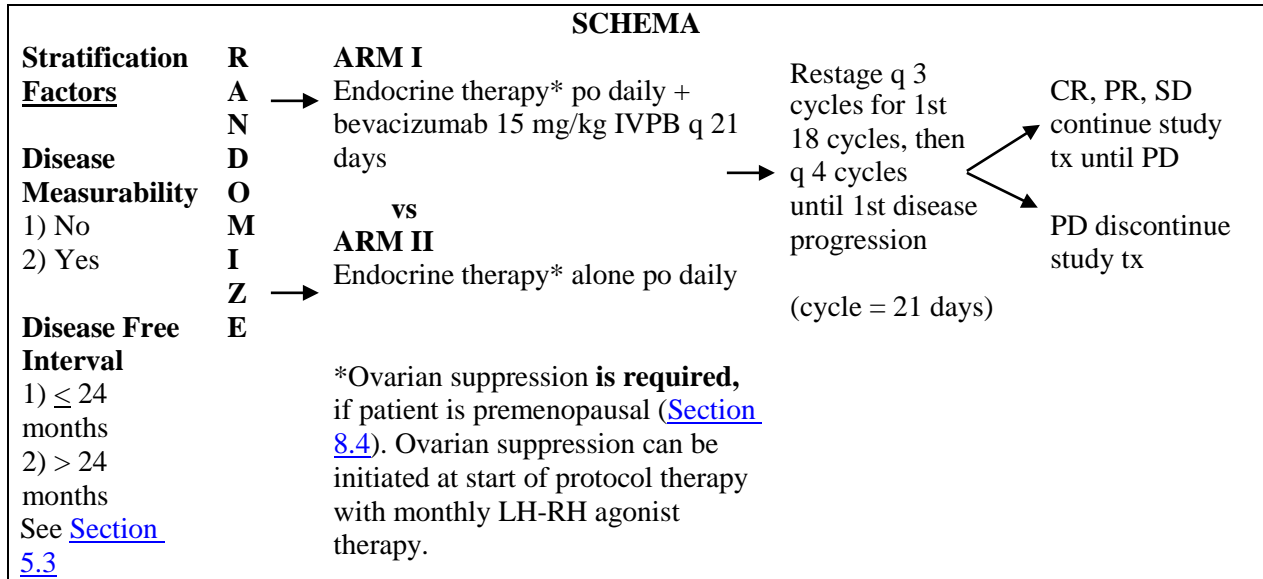 SCHEMA
Stratification
Factors
Disease
Measurability
1) No
2) Yes
Disease Free
Interval
1) < 24
months
2) > 24
months
See Section
5.3
R
A
N
D
O
M
I
Z
E
ARM I
Endocrine therapy* po daily +
bevacizumab 15 mg/kg IVPB q 21
days
vs
ARM II
Endocrine therapy* alone po daily
*Ovarian suppression is required,
if patient is premenopausal (Section
8.4). Ovarian suppression can be
initiated at start of protocol therapy
with monthly LH-RH agonist
therapy.
Restage q 3
cycles for 1st
18 cycles, then
q 4 cycles
until 1st disease
progression
(cycle = 21 days)
CR, PR, SD
continue study
tx until PD
PD discontinue
study tx